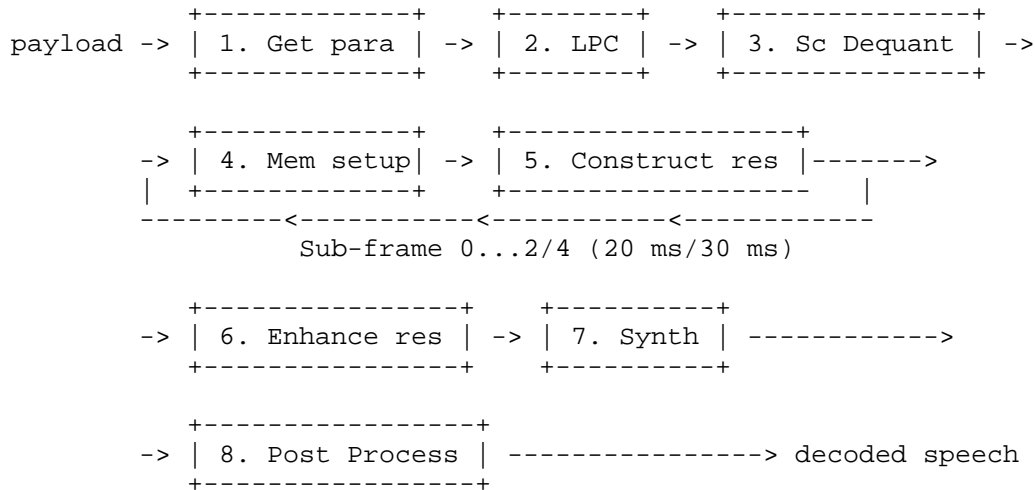 payload -> | 1. Get para | -> | 2. LPC | -> | 3. Sc Dequant | ->
-> | 4. Mem setup| -> | 5. Construct res |------->
Sub-frame 0...2/4 (20 ms/30 ms)
-> | 6. Enhance res | -> | 7. Synth | ------------>
-> | 8. Post Process | ----------------> decoded speech